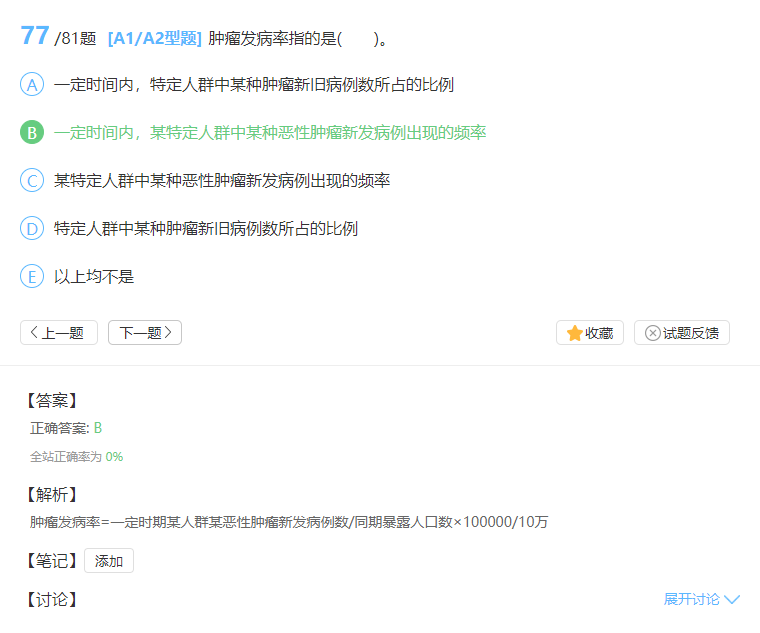 77 /81题 [A1/A2型题] 肿瘤发病率指的是(　　)。
A 一定时间内，特定人群中某种肿瘤新旧病例数所占的比例
B 一定时间内，某特定人群中某种恶性肿瘤新发病例出现的频率
C 某特定人群中某种恶性肿瘤新发病例出现的频率
D 特定人群中某种肿瘤新旧病例数所占的比例
E 以上均不是
上一题 下一题 收藏 试题反馈
【答案】
正确答案: B
全站正确率为 0%
【解析】
肿瘤发病率=一定时期某人群某恶性肿瘤新发病例数/同期暴露人口数×100000/10万
【笔记】 添加
【讨论】 展开讨论